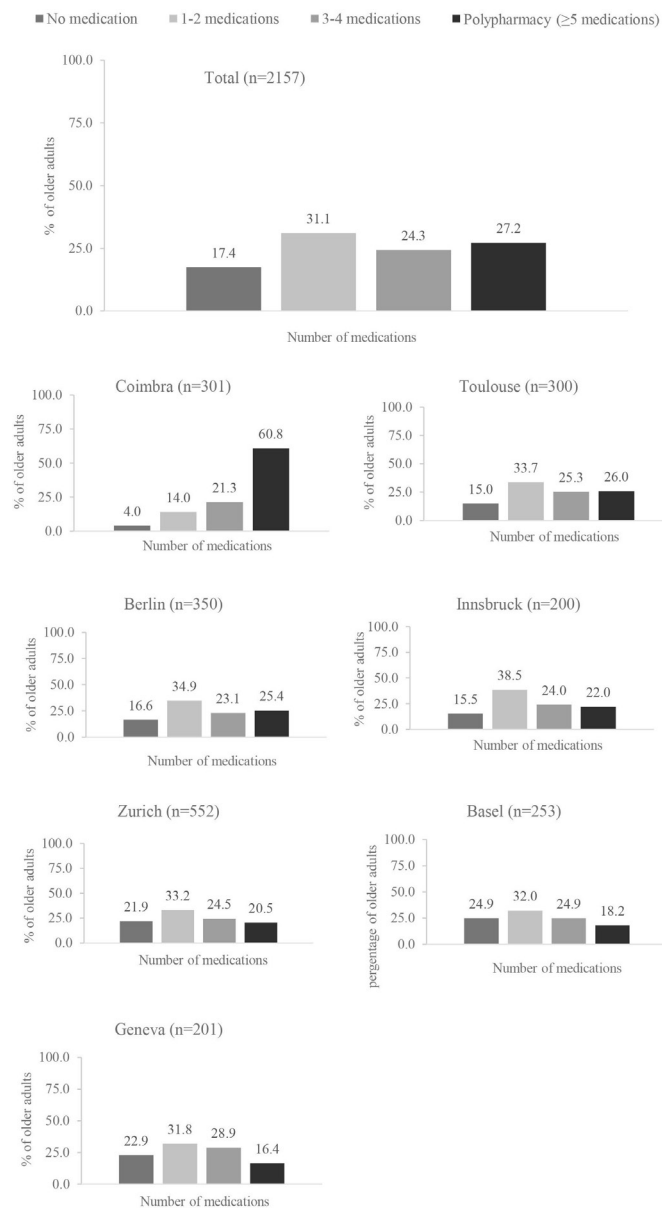 No medication 1-2 medications 3-4 medications Polypharmacy (≥5 medications)
Total (n=2157)
% of older adults
100.0
75.0
50.0
25.0
0.0
17.4
31.1
24.3
27.2
Number of medications
Coimbra (n=301)
% of older adults
100.0
75.0
50.0
25.0
0.0
4.0
14.0
21.3
60.8
Number of medications
Toulouse (n=300)
% of older adults
100.0
75.0
50.0
25.0
0.0
15.0
33.7
25.3
26.0
Number of medications
Berlin (n=350)
% of older adults
100.0
75.0
50.0
25.0
0.0
16.6
34.9
23.1
25.4
Number of medications
Innsbruck (n=200)
% of older adults
100.0
75.0
50.0
25.0
0.0
15.5
38.5
24.0
22.0
Number of medications
Zurich (n=552)
% of older adults
100.0
75.0
50.0
25.0
0.0
21.9
33.2
24.5
20.5
Number of medications
Basel (n=253)
pergentage of older adults
100.0
75.0
50.0
25.0
0.0
24.9
32.0
24.9
18.2
Number of medications
Geneva (n=201)
% of older adults
100.0
75.0
50.0
25.0
0.0
22.9
31.8
28.9
16.4
Number of medications